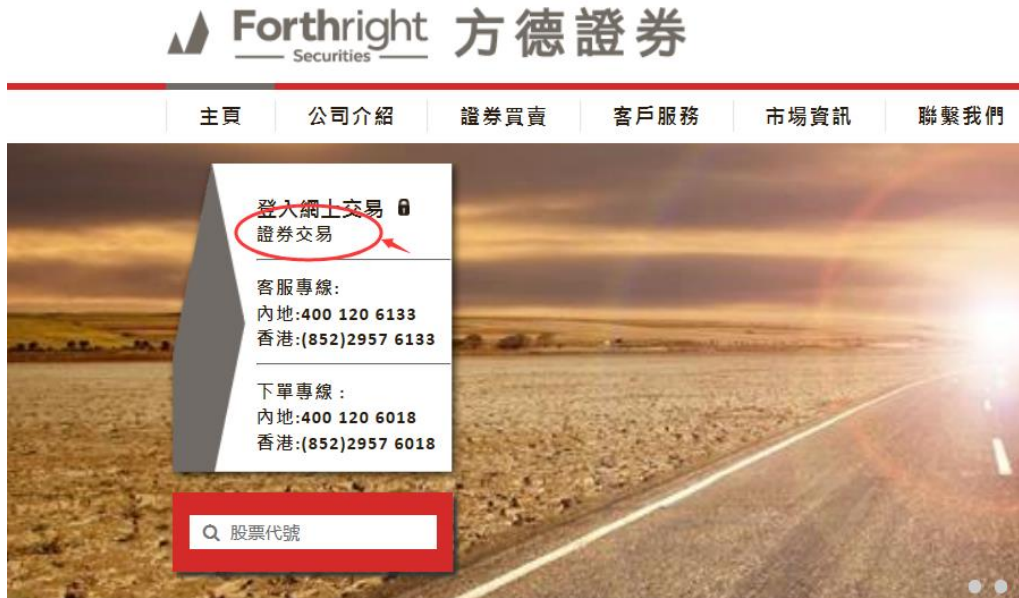 Forthright 方德證券
Securities
主頁 公司介紹 證券買賣 客戶服務 市場資訊 聯繫我們
登入網上交易
證券交易
客服專線:
內地:400 120 6133
香港:(852)2957 6133
下單專線:
內地:400 120 6018
香港:(852)2957 6018
股票代號